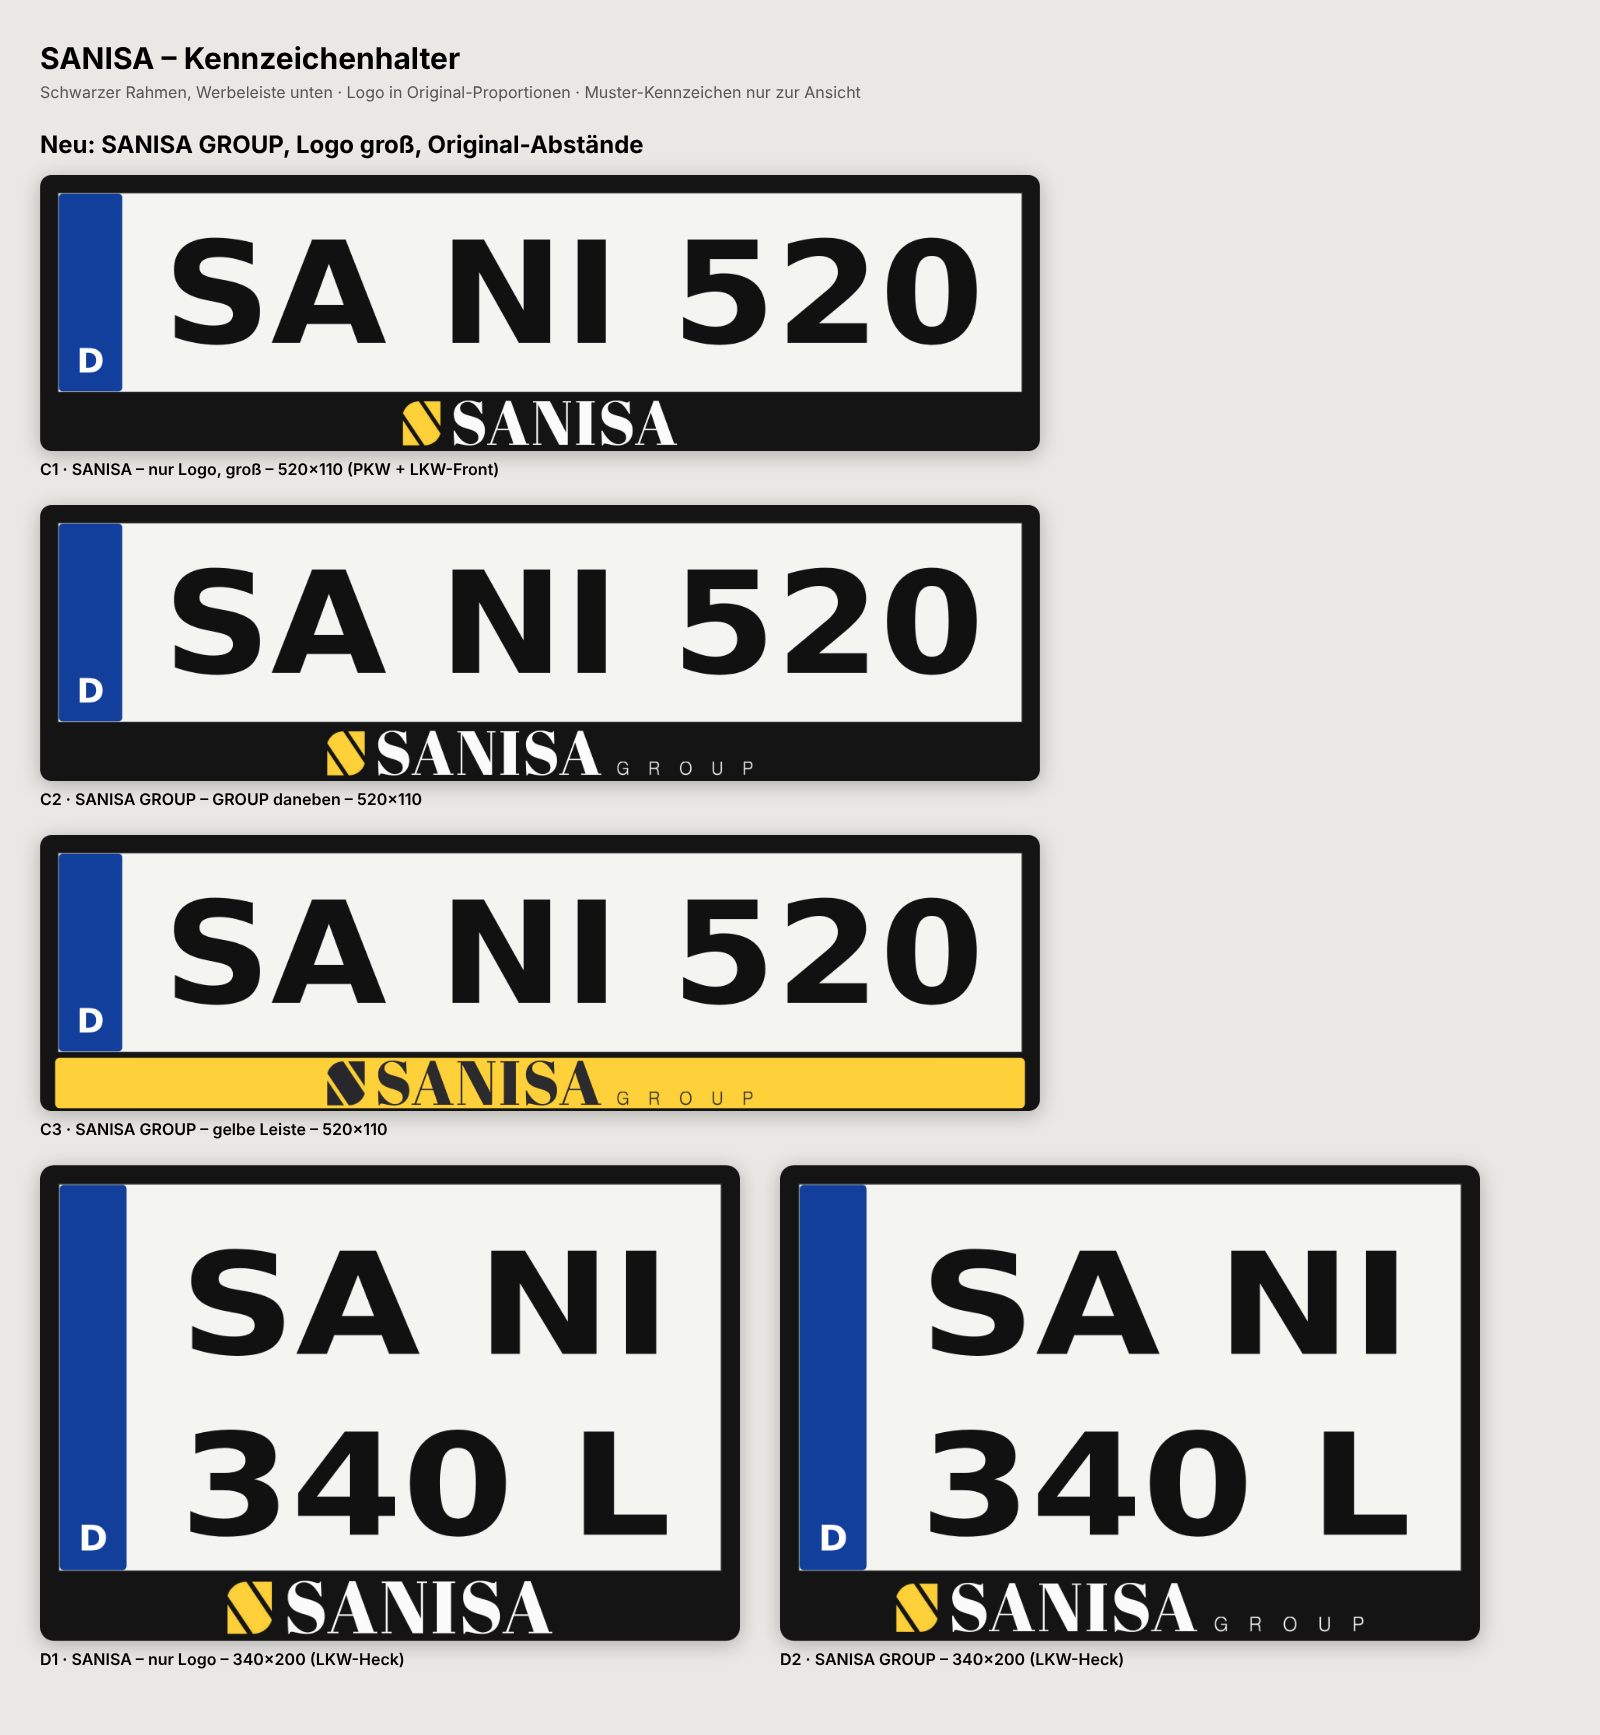 SANISA – Kennzeichenhalter
Schwarzer Rahmen, Werbeleiste unten · Logo in Original-Proportionen · Muster-Kennzeichen nur zur Ansicht
Neu: SANISA GROUP, Logo groß, Original-Abstände
D SA NI 520
SANISA
C1 · SANISA – nur Logo, groß – 520×110 (PKW + LKW-Front)
D SA NI 520
SANISA GROUP
C2 · SANISA GROUP – GROUP daneben – 520×110
D SA NI 520
SANISA GROUP
C3 · SANISA GROUP – gelbe Leiste – 520×110
SA NI
340 L
D
SANISA
D1 · SANISA – nur Logo – 340×200 (LKW-Heck)
SA NI
340 L
D
SANISA GROUP
D2 · SANISA GROUP – 340×200 (LKW-Heck)